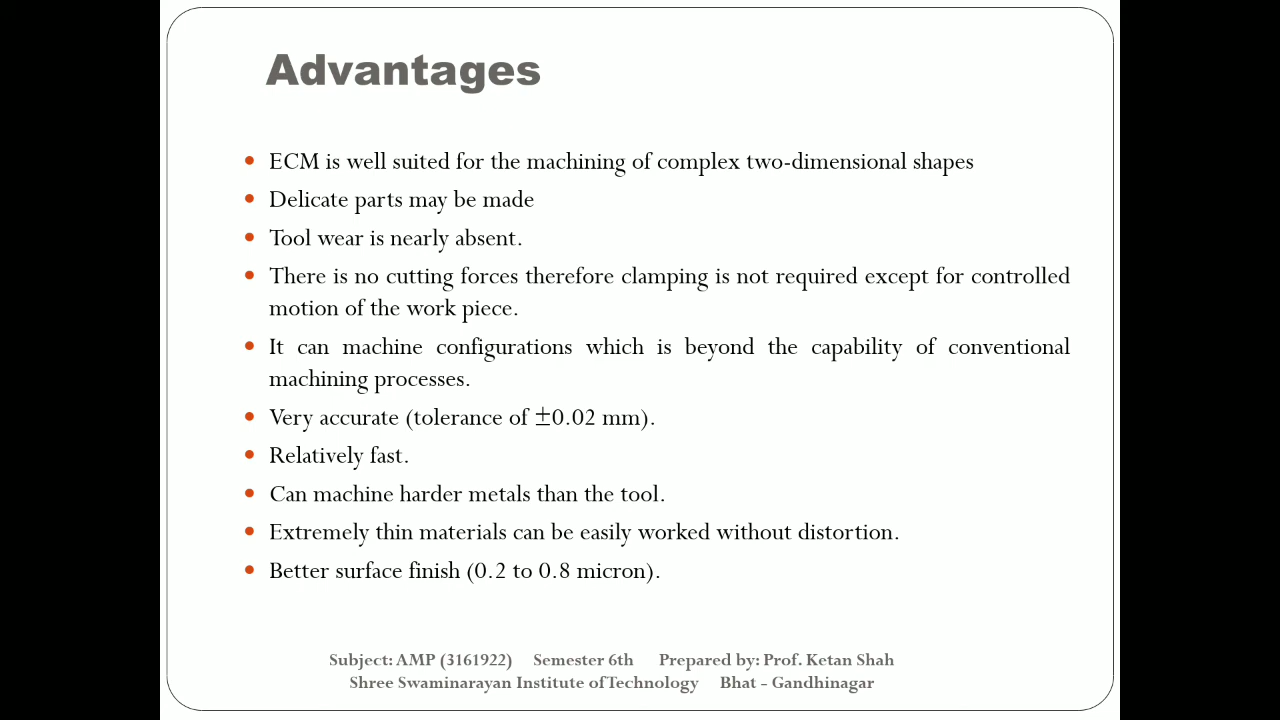 Advantages
• ECM is well suited for the machining of complex two-dimensional shapes
• Delicate parts may be made
• Tool wear is nearly absent.
• There is no cutting forces therefore clamping is not required except for controlled
motion of the work piece.
• It can machine configurations which is beyond the capability of conventional
machining processes.
• Very accurate (tolerance of ±0.02 mm).
• Relatively fast.
• Can machine harder metals than the tool.
• Extremely thin materials can be easily worked without distortion.
• Better surface finish (0.2 to 0.8 micron).
Subject: AMP (3161922) Semester 6th Prepared by: Prof. Ketan Shah
Shree Swaminarayan Institute of Technology Bhat - Gandhinagar